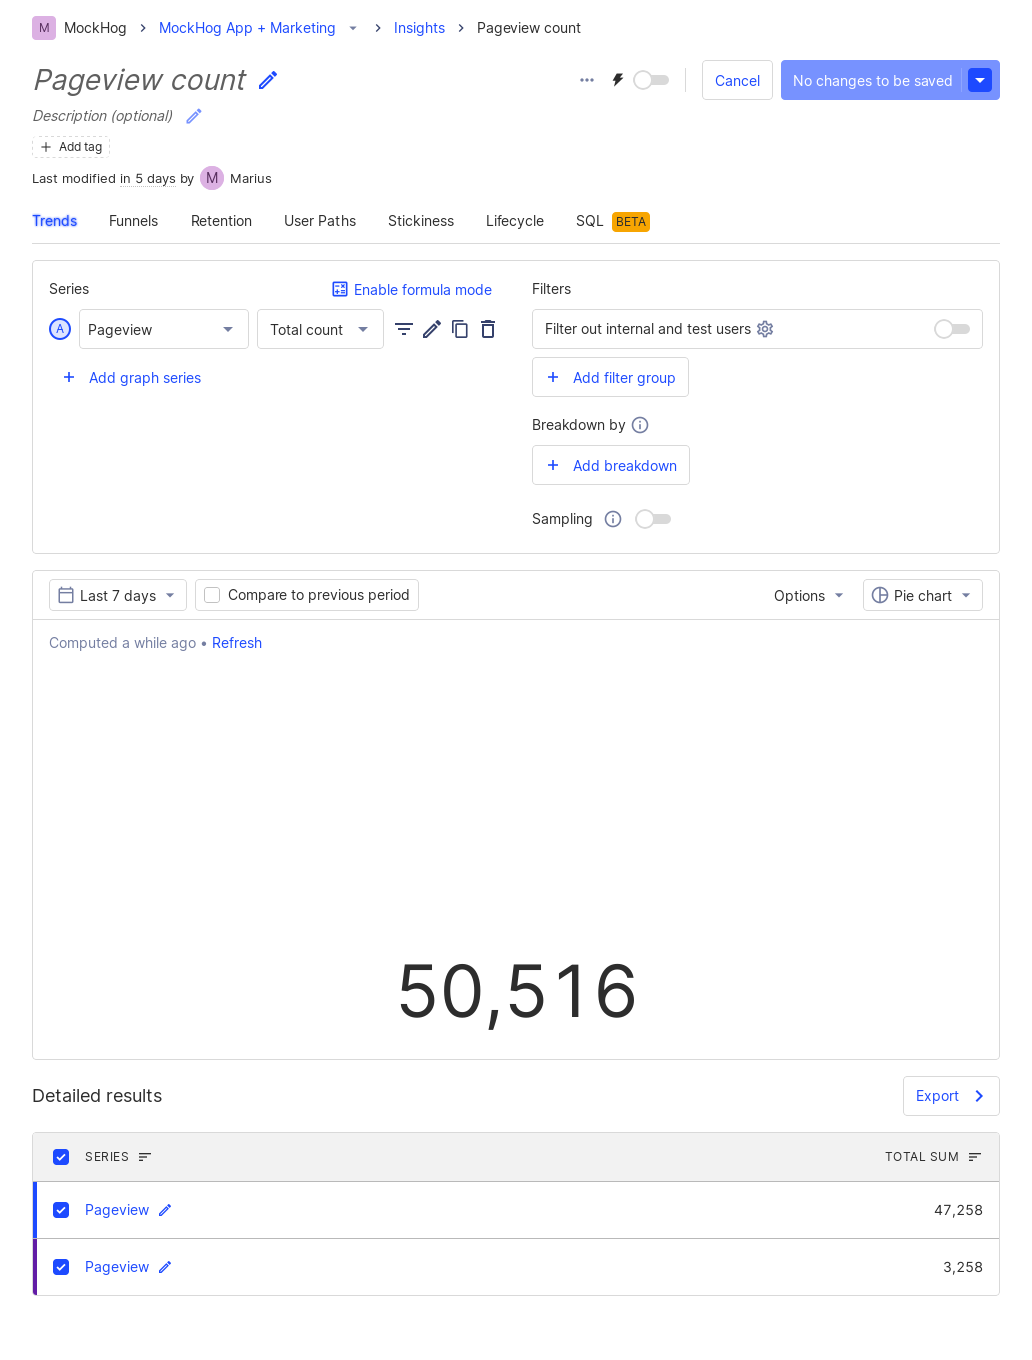 M MockHog MockHog App + Marketing Insights Pageview count
Pageview count
Cancel No changes to be saved
Description (optional)
Add tag
Last modified in 5 days by M Marius
Trends Funnels Retention User Paths Stickiness Lifecycle SQL BETA
Series Enable formula mode
A Pageview Total count
Add graph series
Filters
Filter out internal and test users
Add filter group
Breakdown by
Add breakdown
Sampling
Last 7 days Compare to previous period Options Pie chart
Computed a while ago • Refresh
50,516
Detailed results Export
SERIES TOTAL SUM
Pageview 47,258
Pageview 3,258